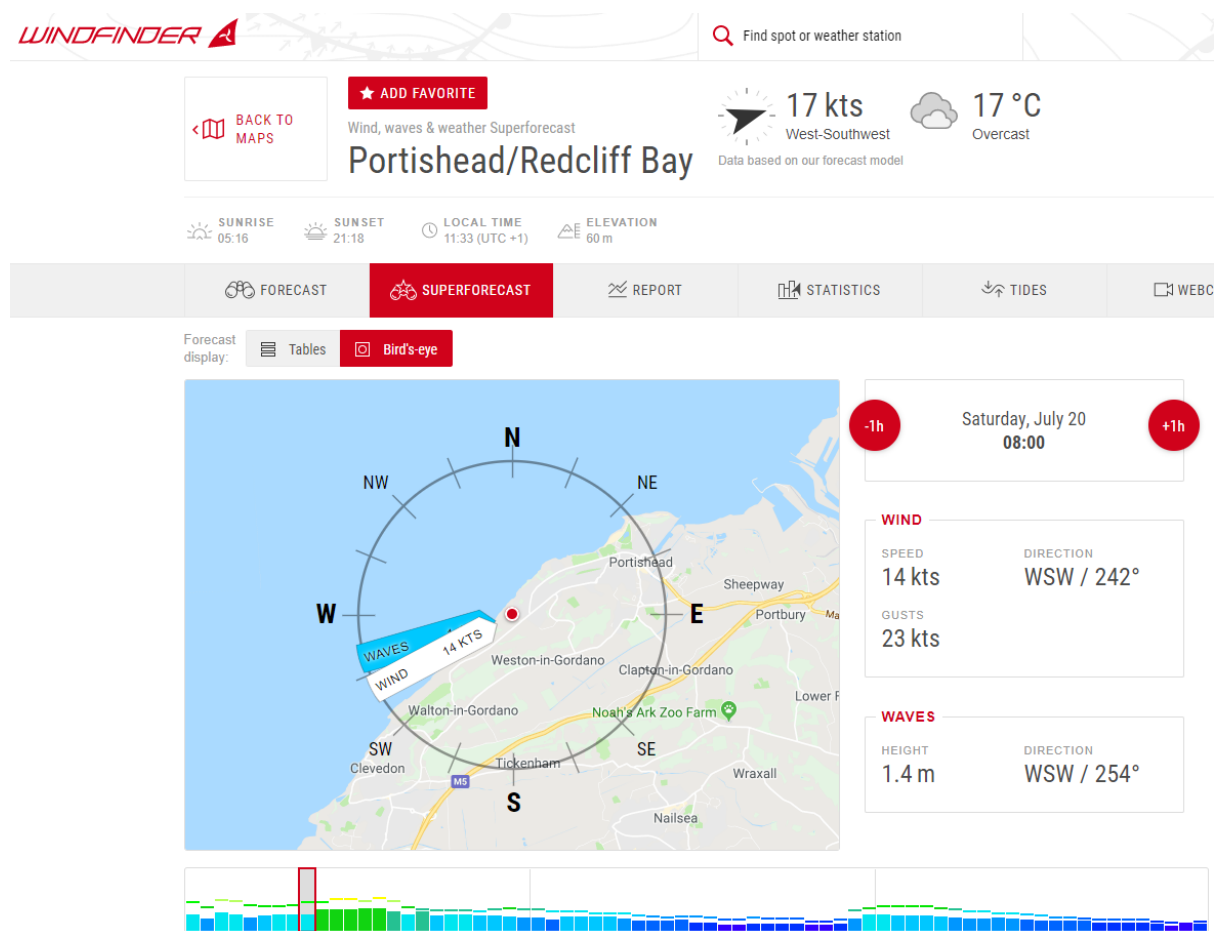 WINDFINDER
Find spot or weather station
BACK TO
MAPS
ADD FAVORITE
Wind, waves & weather Superforecast
Portishead/Redcliff Bay
17 kts
West-Southwest
17 °C
Overcast
Data based on our forecast model
SUNRISE
05:16
SUNSET
21:18
LOCAL TIME
11:33 (UTC +1)
ELEVATION
60 m
FORECAST
SUPERFORECAST
REPORT
STATISTICS
TIDES
WEBC
Forecast
display:
Tables
Bird's-eye
N
NW
NE
Portishead
Sheepway
W
E
Portbury
Ma
WAVES
14 KTS
WIND
Weston-in-Gordano
Clapton-in-Gordano
Walton-in-Gordano
Noah's Ark Zoo Farm
Lower F
SW
SE
Clevedon
Tickenham
Wraxall
M5
S
Nailsea
-1h
Saturday, July 20
08:00
+1h
WIND
SPEED
14 kts
DIRECTION
WSW / 242°
GUSTS
23 kts
WAVES
HEIGHT
1.4 m
DIRECTION
WSW / 254°